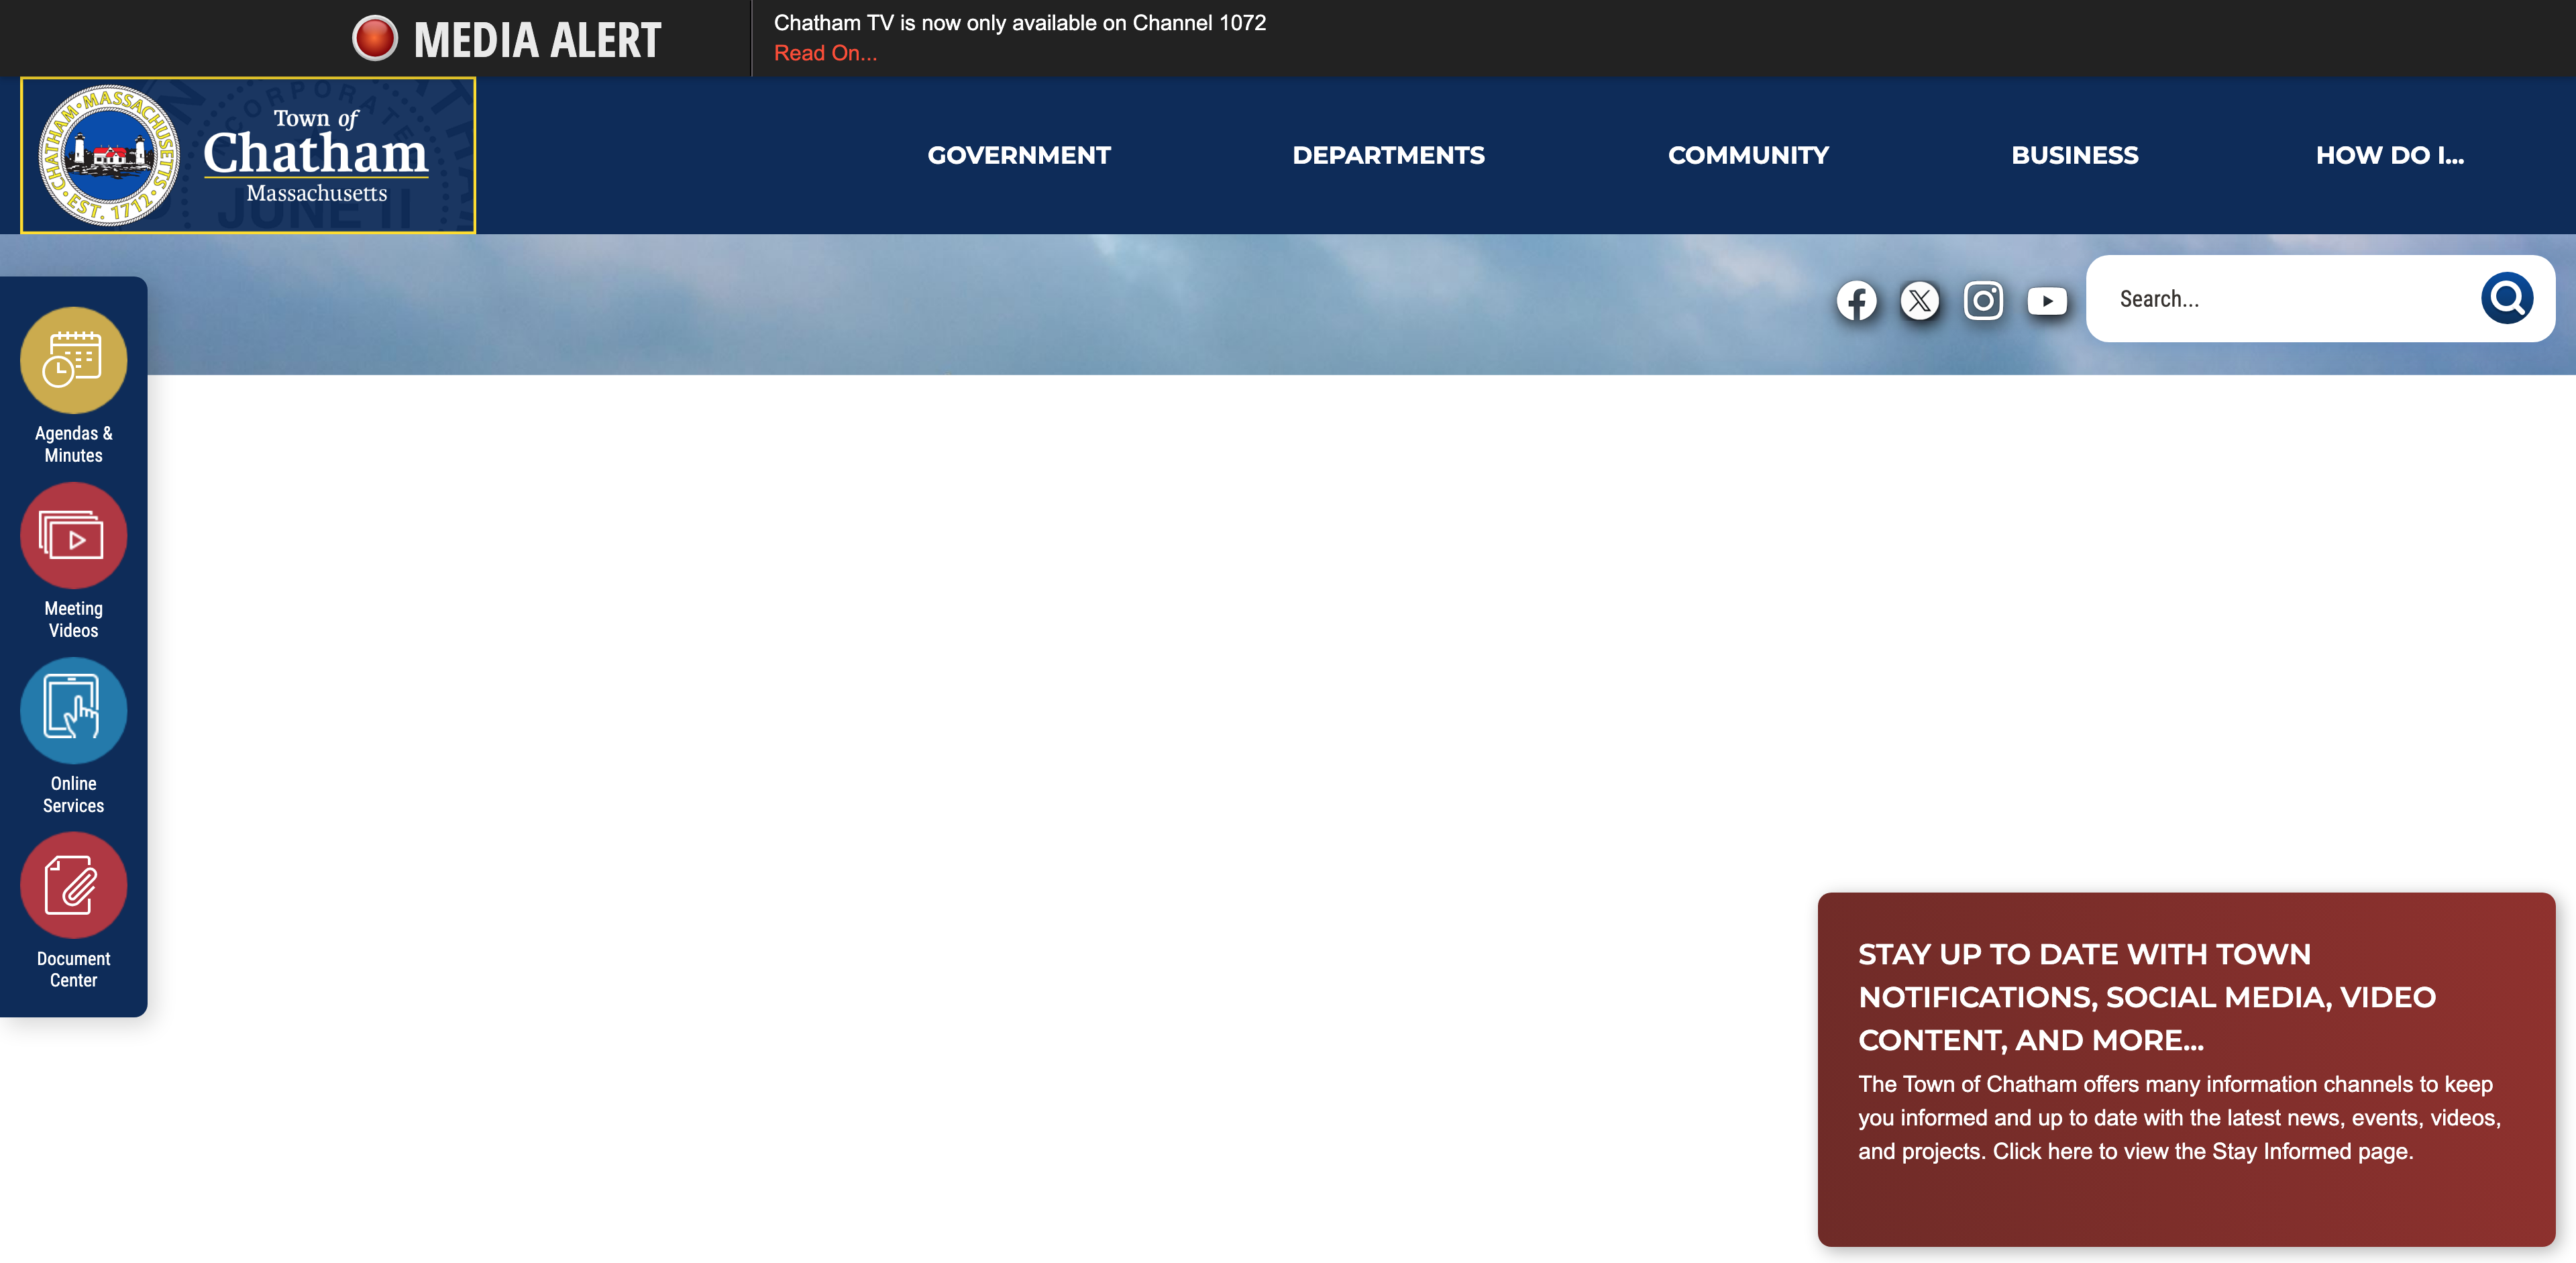 MEDIA ALERT
Chatham TV is now only available on Channel 1072
Read On...
CHATHAM • MASSACHUSETTS • EST. 1712
Town of
Chatham
Massachusetts
CORPORATE
JUNE 11
GOVERNMENT
DEPARTMENTS
COMMUNITY
BUSINESS
HOW DO I...
Search...
Agendas &
Minutes
Meeting
Videos
Online
Services
Document
Center
STAY UP TO DATE WITH TOWN
NOTIFICATIONS, SOCIAL MEDIA, VIDEO
CONTENT, AND MORE...
The Town of Chatham offers many information channels to keep
you informed and up to date with the latest news, events, videos,
and projects. Click here to view the Stay Informed page.